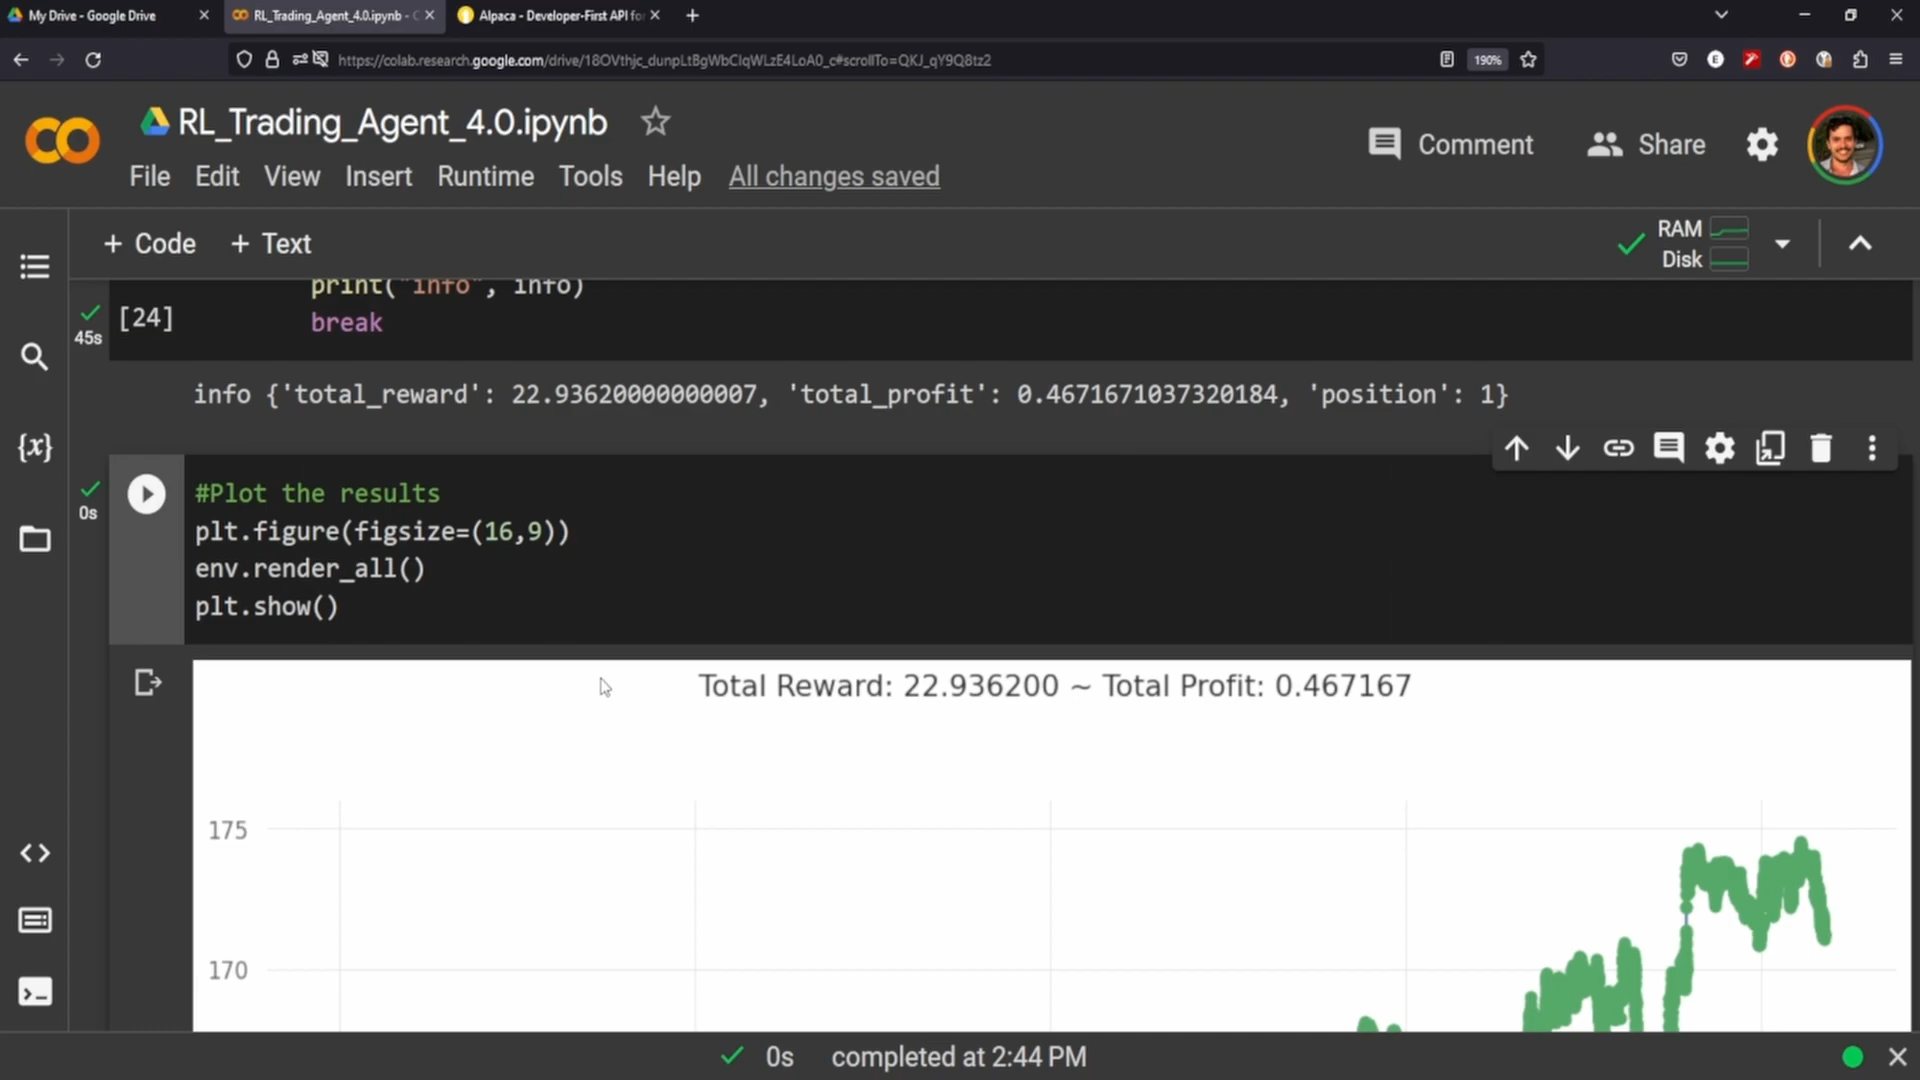 My Drive - Google Drive
RL_Trading_Agent_4.0.ipynb - C
Alpaca - Developer-First API for
https://colab.research.google.com/drive/18OVthjc_dunpLtBgWbCIqWLzE4LoA0_c#scrollTo=QKJ_qY9Q8tz2
190%
RL_Trading_Agent_4.0.ipynb
Comment
Share
File Edit View Insert Runtime Tools Help All changes saved
+ Code + Text
RAM
Disk
print("info", info)
[24]
break
45s
info {'total_reward': 22.93620000000007, 'total_profit': 0.4671671037320184, 'position': 1}
{x}
0s
#Plot the results
plt.figure(figsize=(16,9))
env.render_all()
plt.show()
Total Reward: 22.936200 ~ Total Profit: 0.467167
175
170
0s completed at 2:44 PM